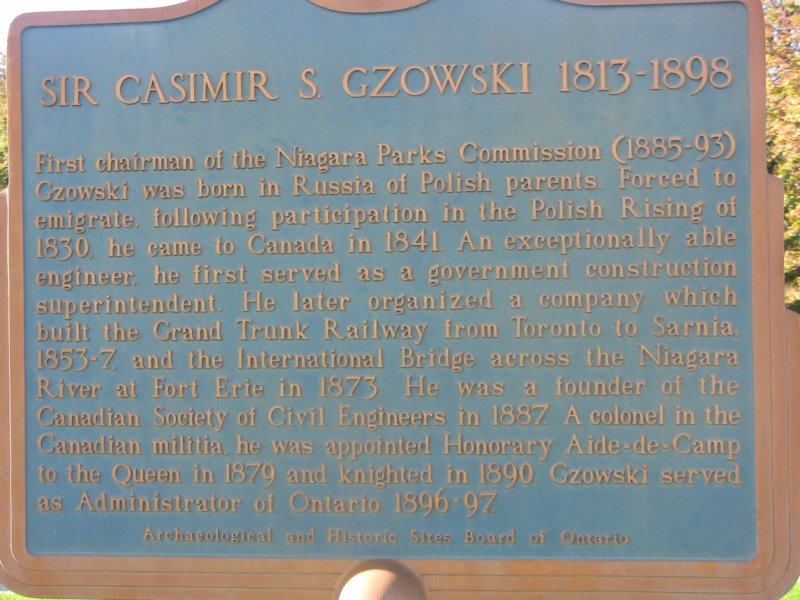 SIR CASIMIR S. GZOWSKI 1813-1898
First chairman of the Niagara Parks Commission (1885-93)
Gzowski was born in Russia of Polish parents. Forced to
emigrate, following participation in the Polish Rising of
1830, he came to Canada in 1841. An exceptionally able
engineer, he first served as a government construction
superintendent. He later organized a company which
built the Grand Trunk Railway from Toronto to Sarnia,
1853-7, and the International Bridge across the Niagara
River at Fort Erie in 1873. He was a founder of the
Canadian Society of Civil Engineers in 1887. A colonel in the
Canadian militia, he was appointed Honorary Aide-de-Camp
to the Queen in 1879 and knighted in 1890. Gzowski served
as Administrator of Ontario 1896-97.
Archaeological and Historic Sites Board of Ontario